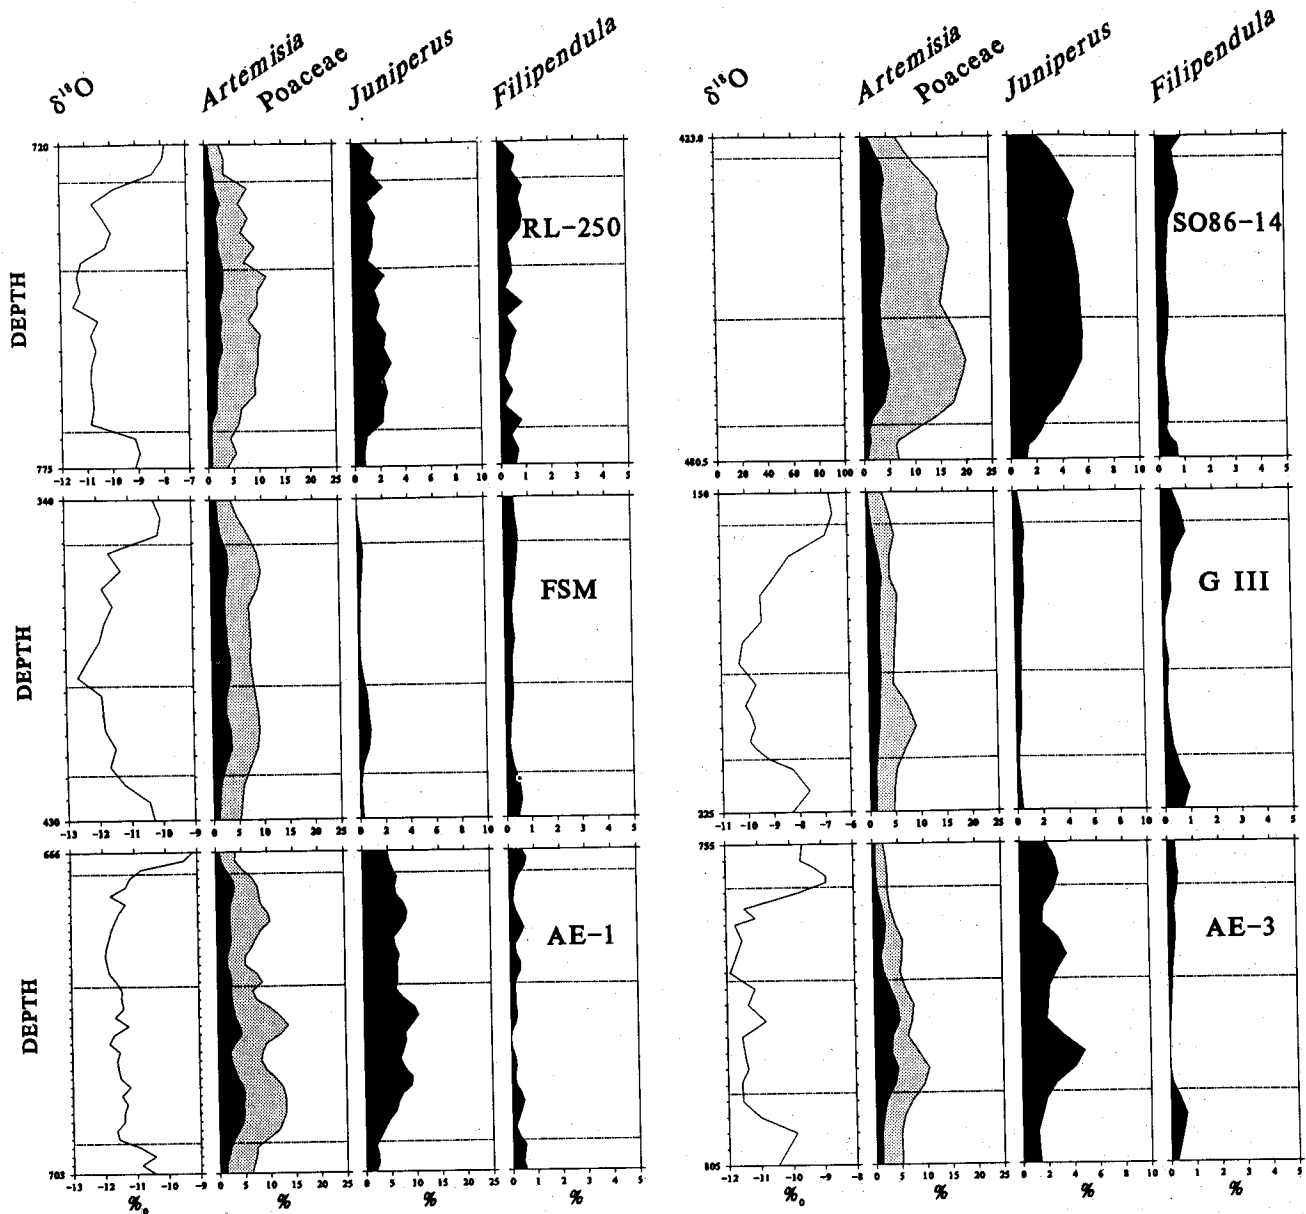 δ¹⁸O Artemisia Poaceae Juniperus Filipendula δ¹⁸O Artemisia Poaceae Juniperus Filipendula
720 RL-250 423.0 SO86-14
DEPTH
775 480.5
-12 -11 -10 -9 -8 -7 0 5 10 15 20 25 0 2 4 6 8 10 0 1 2 3 4 5 0 20 40 60 80 100 0 5 10 15 20 25 0 2 4 6 8 10 0 1 2 3 4 5
340 FSM 150 G III
DEPTH
430 225
-13 -12 -11 -10 -9 0 5 10 15 20 25 0 2 4 6 8 10 0 1 2 3 4 5 -11 -10 -9 -8 -7 -6 0 5 10 15 20 25 0 2 4 6 8 10 0 1 2 3 4 5
666 AE-1 755 AE-3
DEPTH
703 805
-13 -12 -11 -10 -9 0 5 10 15 20 25 0 5 10 15 20 25 0 1 2 3 4 5 -12 -11 -10 -9 -8 0 5 10 15 20 25 0 2 4 6 8 10 0 1 2 3 4 5
%₀ % % % %₀ % % %